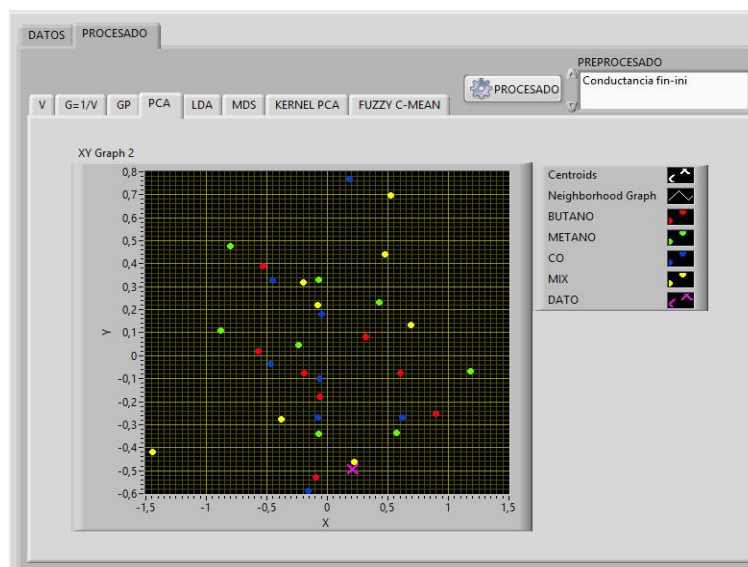 DATOS PROCESADO
PREPROCESADO
PROCESADO Conductancia fin-ini
V G=1/V GP PCA LDA MDS KERNEL PCA FUZZY C-MEAN
XY Graph 2
0,8
0,7
0,6
0,5
0,4
0,3
0,2
0,1
0
-0,1
-0,2
-0,3
-0,4
-0,5
-0,6
Y
-1,5 -1 -0,5 0 0,5 1 1,5
X
Centroids
Neighborhood Graph
BUTANO
METANO
CO
MIX
DATO